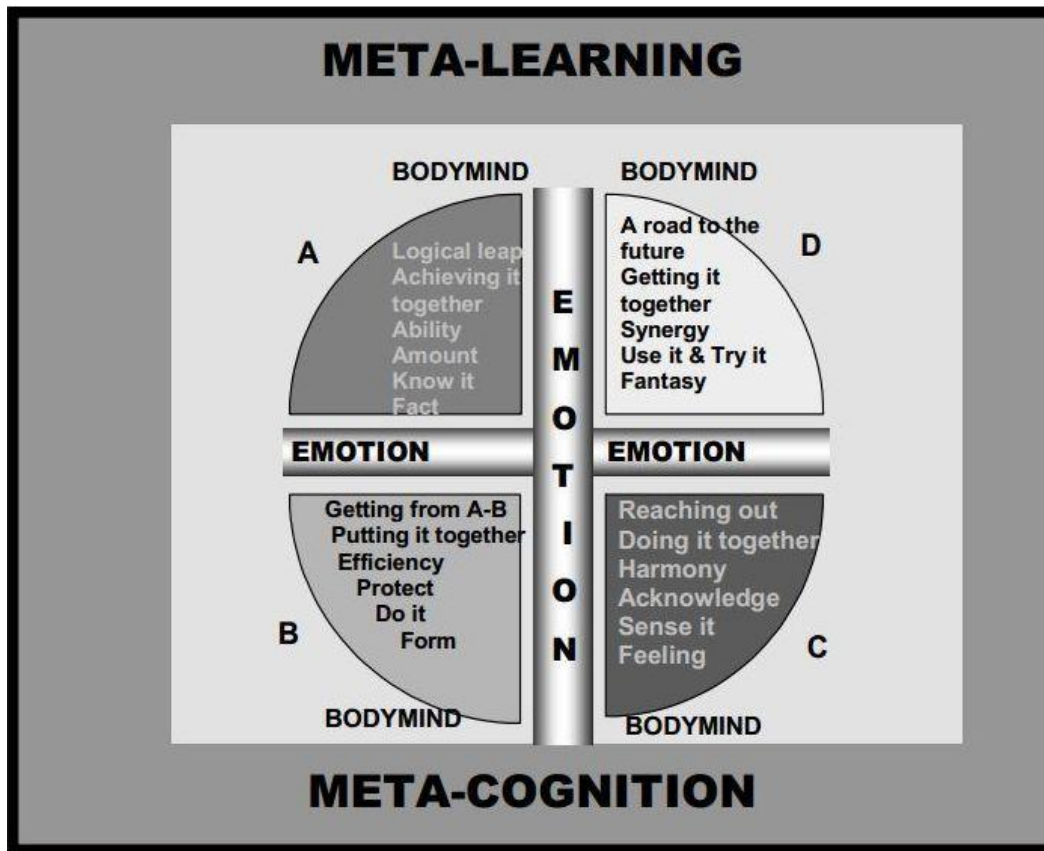 META-LEARNING
BODYMIND
A
Logical leap
Achieving it
together
Ability
Amount
Know it
Fact
BODYMIND
D
A road to the
future
Getting it
together
Synergy
Use it & Try it
Fantasy
EMOTION
EMOTION
EMOTION
Getting from A-B
Putting it together
Efficiency
Protect
Do it
Form
B
BODYMIND
Reaching out
Doing it together
Harmony
Acknowledge
Sense it
Feeling
C
BODYMIND
META-COGNITION